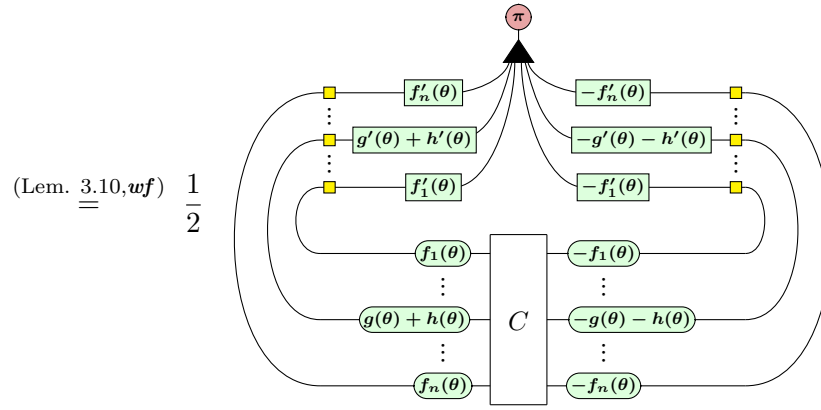 π
f′ₙ(θ) −f′ₙ(θ)
⋮ ⋮
g′(θ) + h′(θ) −g′(θ) − h′(θ)
⋮ ⋮
(Lem. 3.10,wf)
= 1/2
f′₁(θ) −f′₁(θ)
f₁(θ) −f₁(θ)
⋮ ⋮
g(θ) + h(θ) C −g(θ) − h(θ)
⋮ ⋮
fₙ(θ) −fₙ(θ)